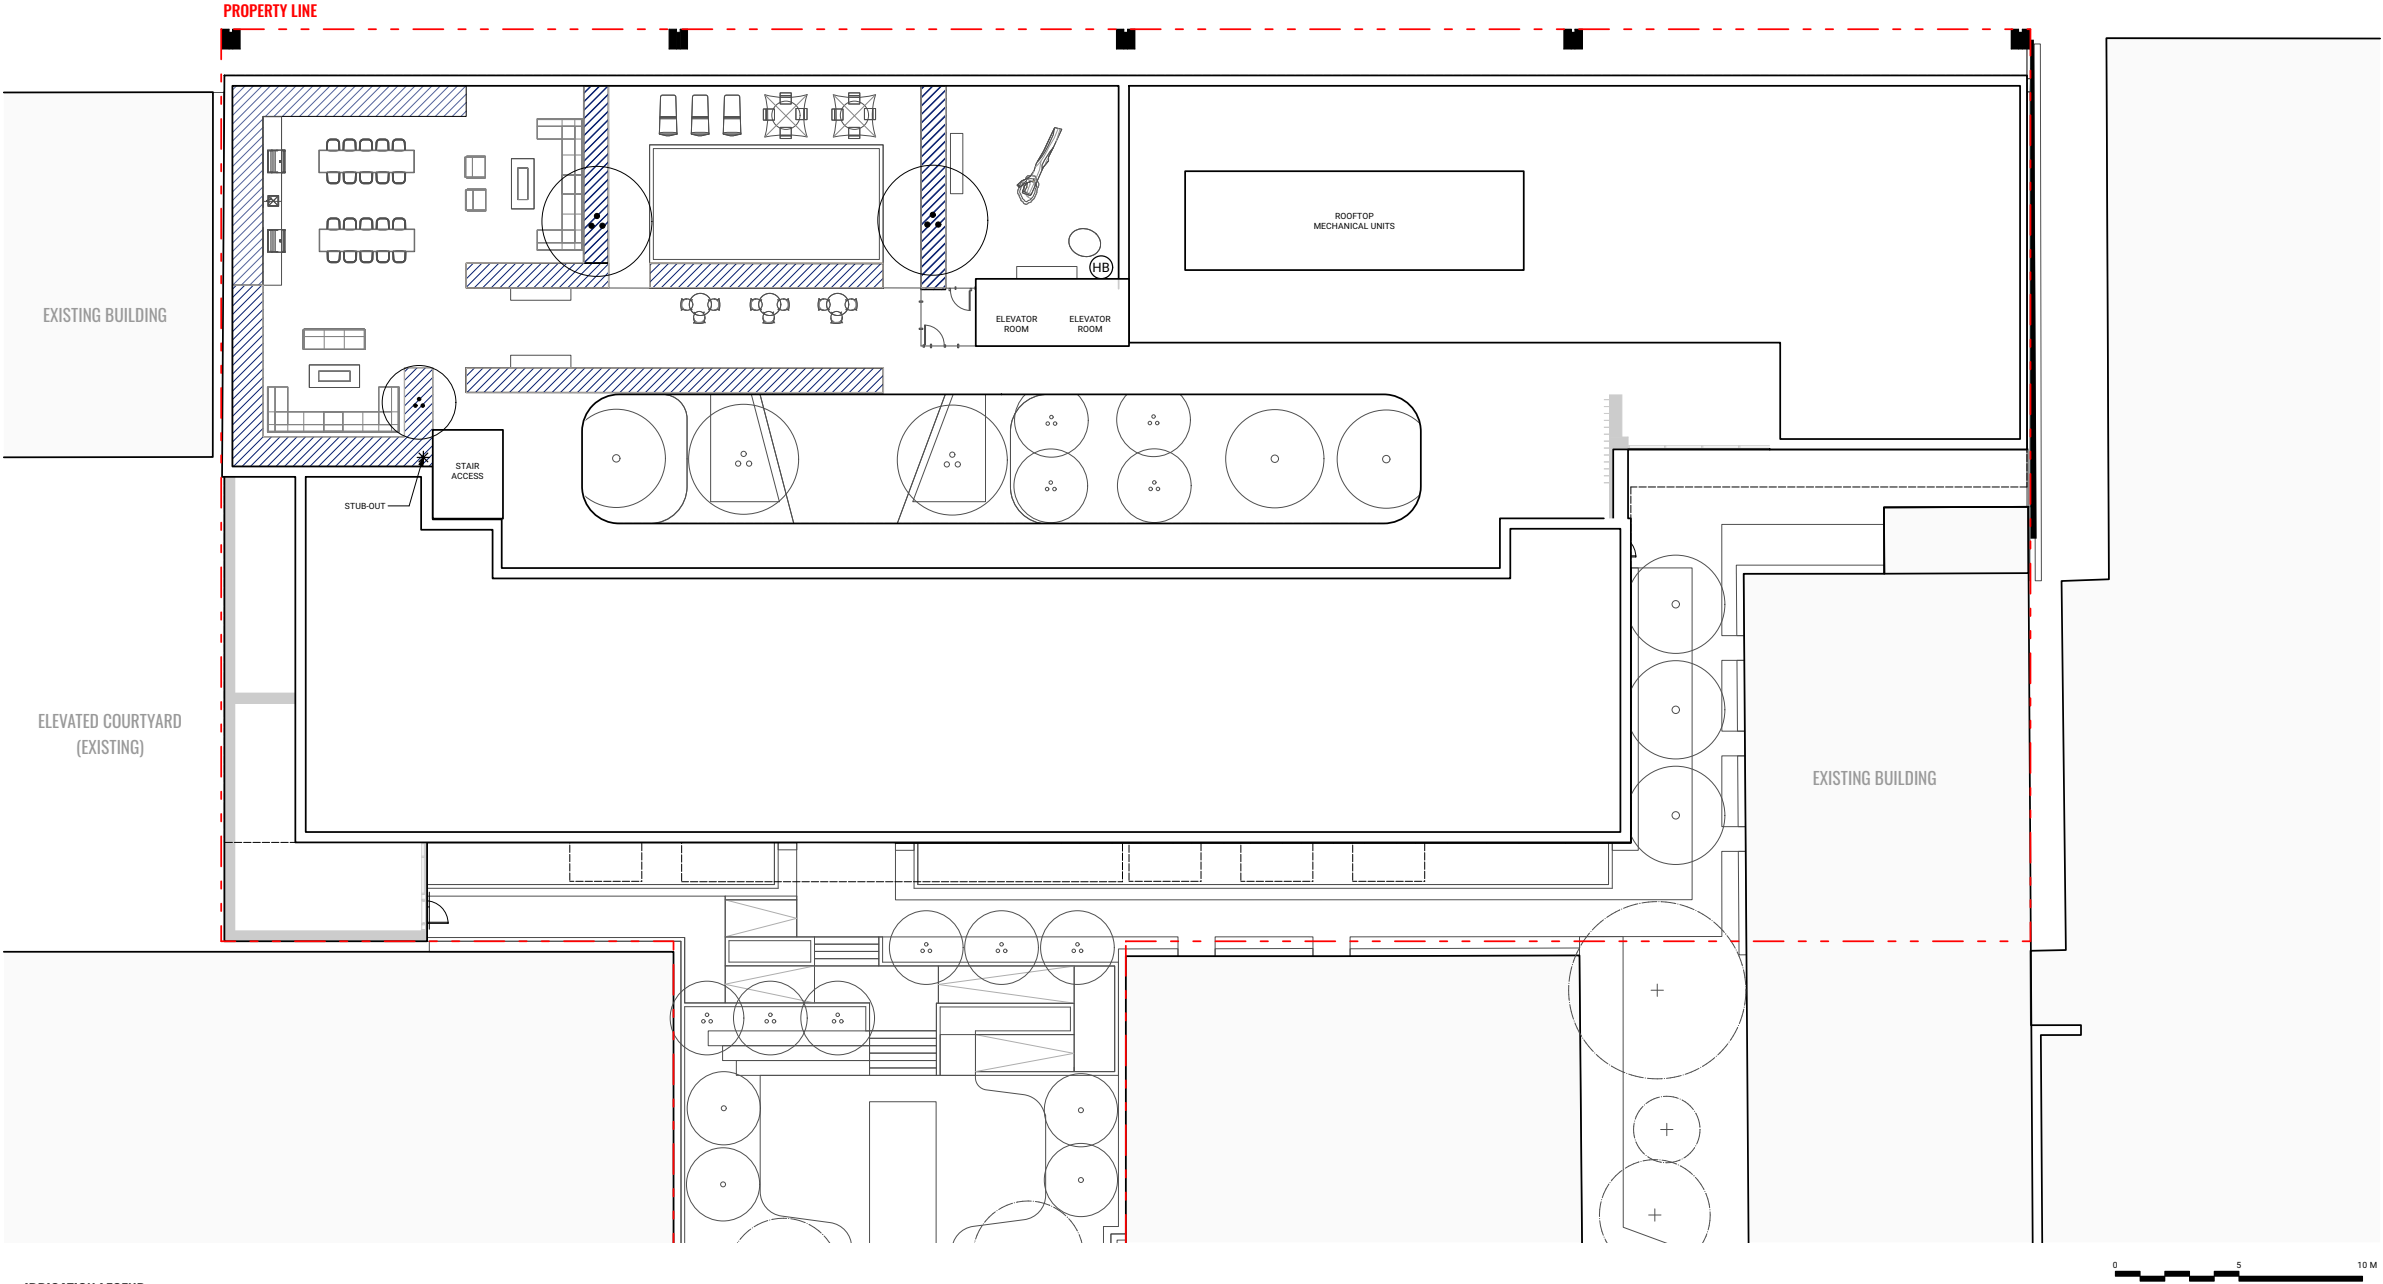 PROPERTY LINE
ROOFTOP
MECHANICAL UNITS
HB
EXISTING BUILDING
ELEVATOR
ROOM
ELEVATOR
ROOM
STAIR
ACCESS
STUB-OUT
ELEVATED COURTYARD
(EXISTING)
EXISTING BUILDING
0 5 10 M